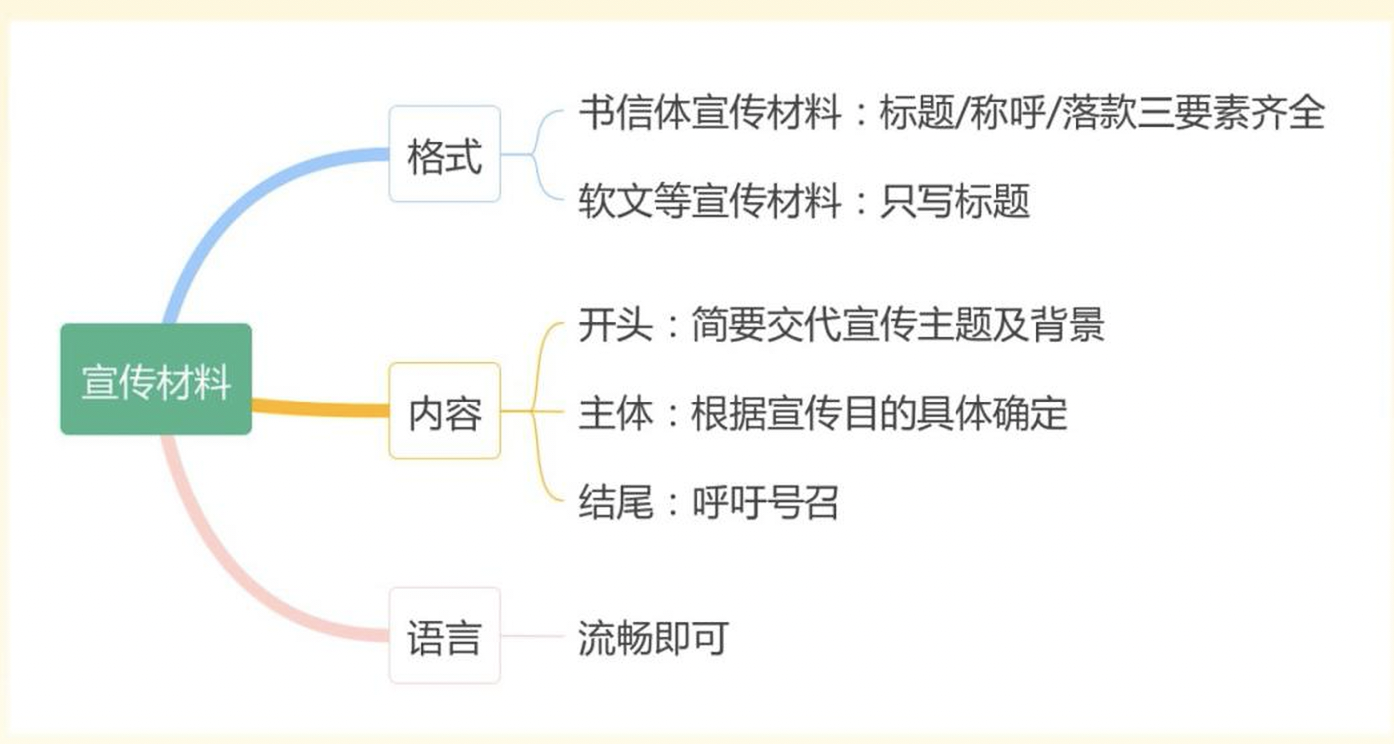 宣传材料
格式
书信体宣传材料：标题/称呼/落款三要素齐全
软文等宣传材料：只写标题
内容
开头：简要交代宣传主题及背景
主体：根据宣传目的具体确定
结尾：呼吁号召
语言
流畅即可